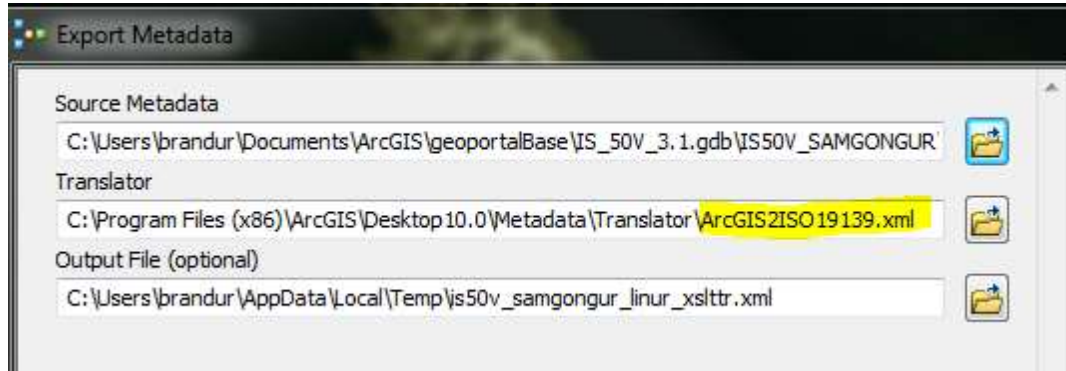 Export Metadata
Source Metadata
C:\Users\brandur\Documents\ArcGIS\geoportalBase\IS_50V_3.1.gdb\IS50V_SAMGONGUR
Translator
C:\Program Files (x86)\ArcGIS\Desktop10.0\Metadata\Translator\ArcGIS2ISO19139.xml
Output File (optional)
C:\Users\brandur\AppData\Local\Temp\is50v_samgongur_linur_xslttr.xml